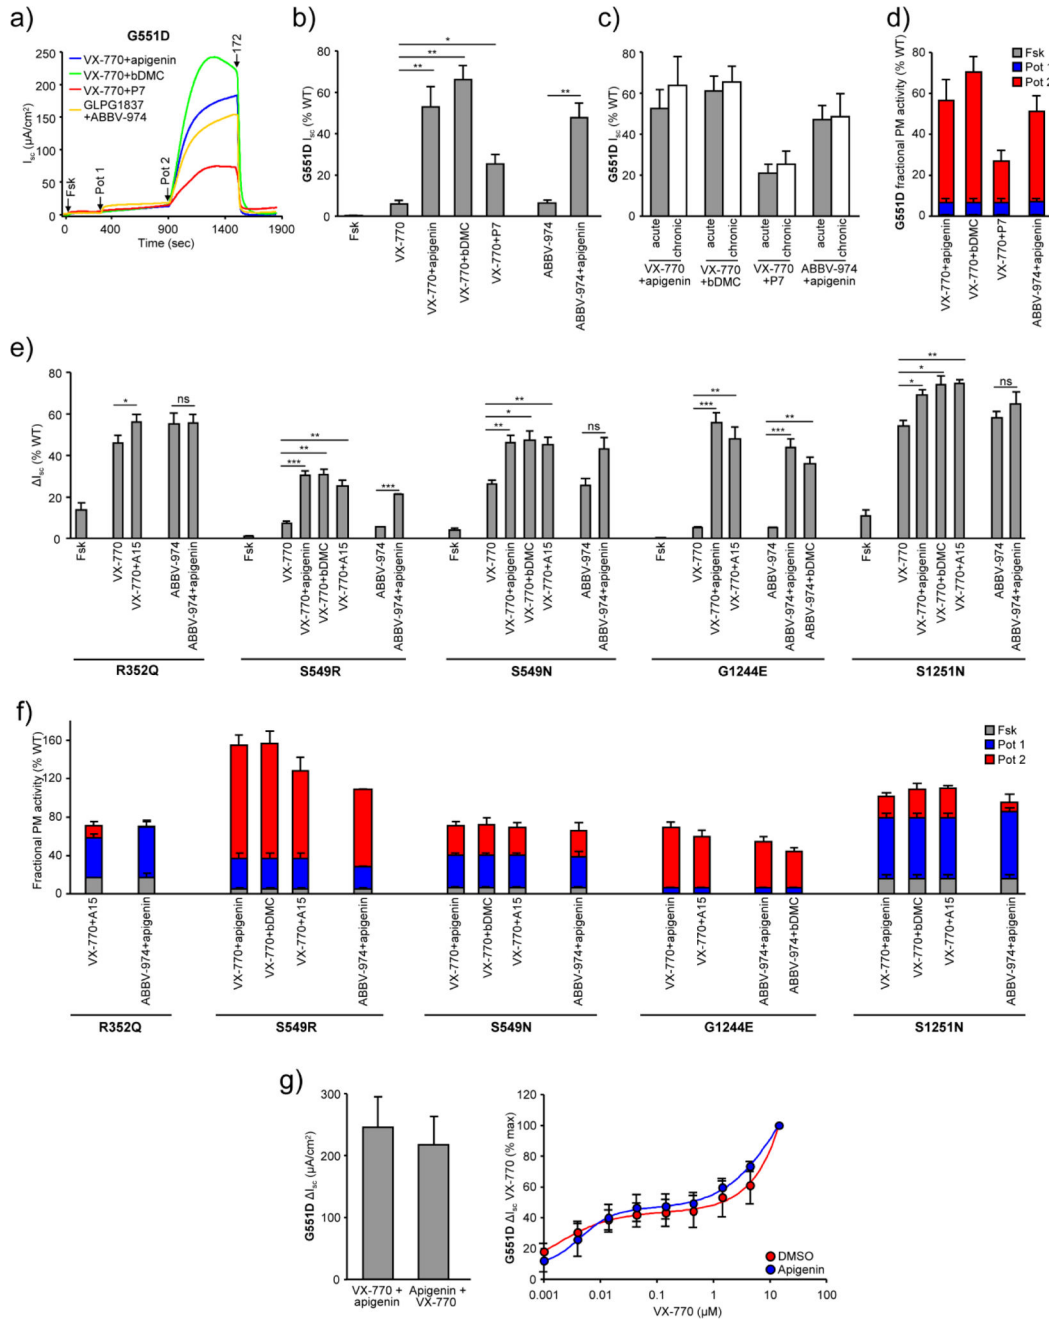 a)
G551D
VX-770+apigenin
VX-770+bDMC
VX-770+P7
GLPG1837
+ABBV-974
-172
Fsk
Pot 1
Pot 2
Isc (µA/cm²)
250
200
150
100
50
0
0 400 900 1400 1900
Time (sec)
b)
G551D Isc (% WT)
80
60
40
20
0
*
**
**
**
Fsk
VX-770
VX-770+apigenin
VX-770+bDMC
VX-770+P7
ABBV-974
ABBV-974+apigenin
c)
G551D Isc (% WT)
80
60
40
20
0
acute chronic acute chronic acute chronic acute chronic
VX-770
+apigenin
VX-770
+bDMC
VX-770
+P7
ABBV-974
+apigenin
d)
G551D fractional PM activity (% WT)
80
60
40
20
0
Fsk
Pot 1
Pot 2
VX-770+apigenin
VX-770+bDMC
VX-770+P7
ABBV-974+apigenin
e)
ΔIsc (% WT)
80
60
40
20
0
* ns
Fsk
VX-770
VX-770+A15
ABBV-974
ABBV-974+apigenin
R352Q
**
**
***
***
Fsk
VX-770
VX-770+apigenin
VX-770+bDMC
VX-770+A15
ABBV-974
ABBV-974+apigenin
S549R
**
*
**
ns
Fsk
VX-770
VX-770+apigenin
VX-770+bDMC
VX-770+A15
ABBV-974
ABBV-974+apigenin
S549N
**
***
**
***
Fsk
VX-770
VX-770+apigenin
VX-770+A15
ABBV-974
ABBV-974+apigenin
ABBV-974+bDMC
G1244E
**
*
*
ns
Fsk
VX-770
VX-770+apigenin
VX-770+bDMC
VX-770+A15
ABBV-974
ABBV-974+apigenin
S1251N
f)
Fractional PM activity (% WT)
160
120
80
40
0
Fsk
Pot 1
Pot 2
VX-770+A15
ABBV-974+apigenin
R352Q
VX-770+apigenin
VX-770+bDMC
VX-770+A15
ABBV-974+apigenin
S549R
VX-770+apigenin
VX-770+bDMC
VX-770+A15
ABBV-974+apigenin
S549N
VX-770+apigenin
VX-770+A15
ABBV-974+apigenin
ABBV-974+bDMC
G1244E
VX-770+apigenin
VX-770+bDMC
VX-770+A15
ABBV-974+apigenin
S1251N
g)
G551D ΔIsc (µA/cm²)
300
200
100
0
VX-770 +
apigenin
Apigenin +
VX-770
G551D ΔIsc VX-770 (% max)
120
100
80
60
40
20
0
DMSO
Apigenin
0.001 0.01 0.1 1 10 100
VX-770 (µM)